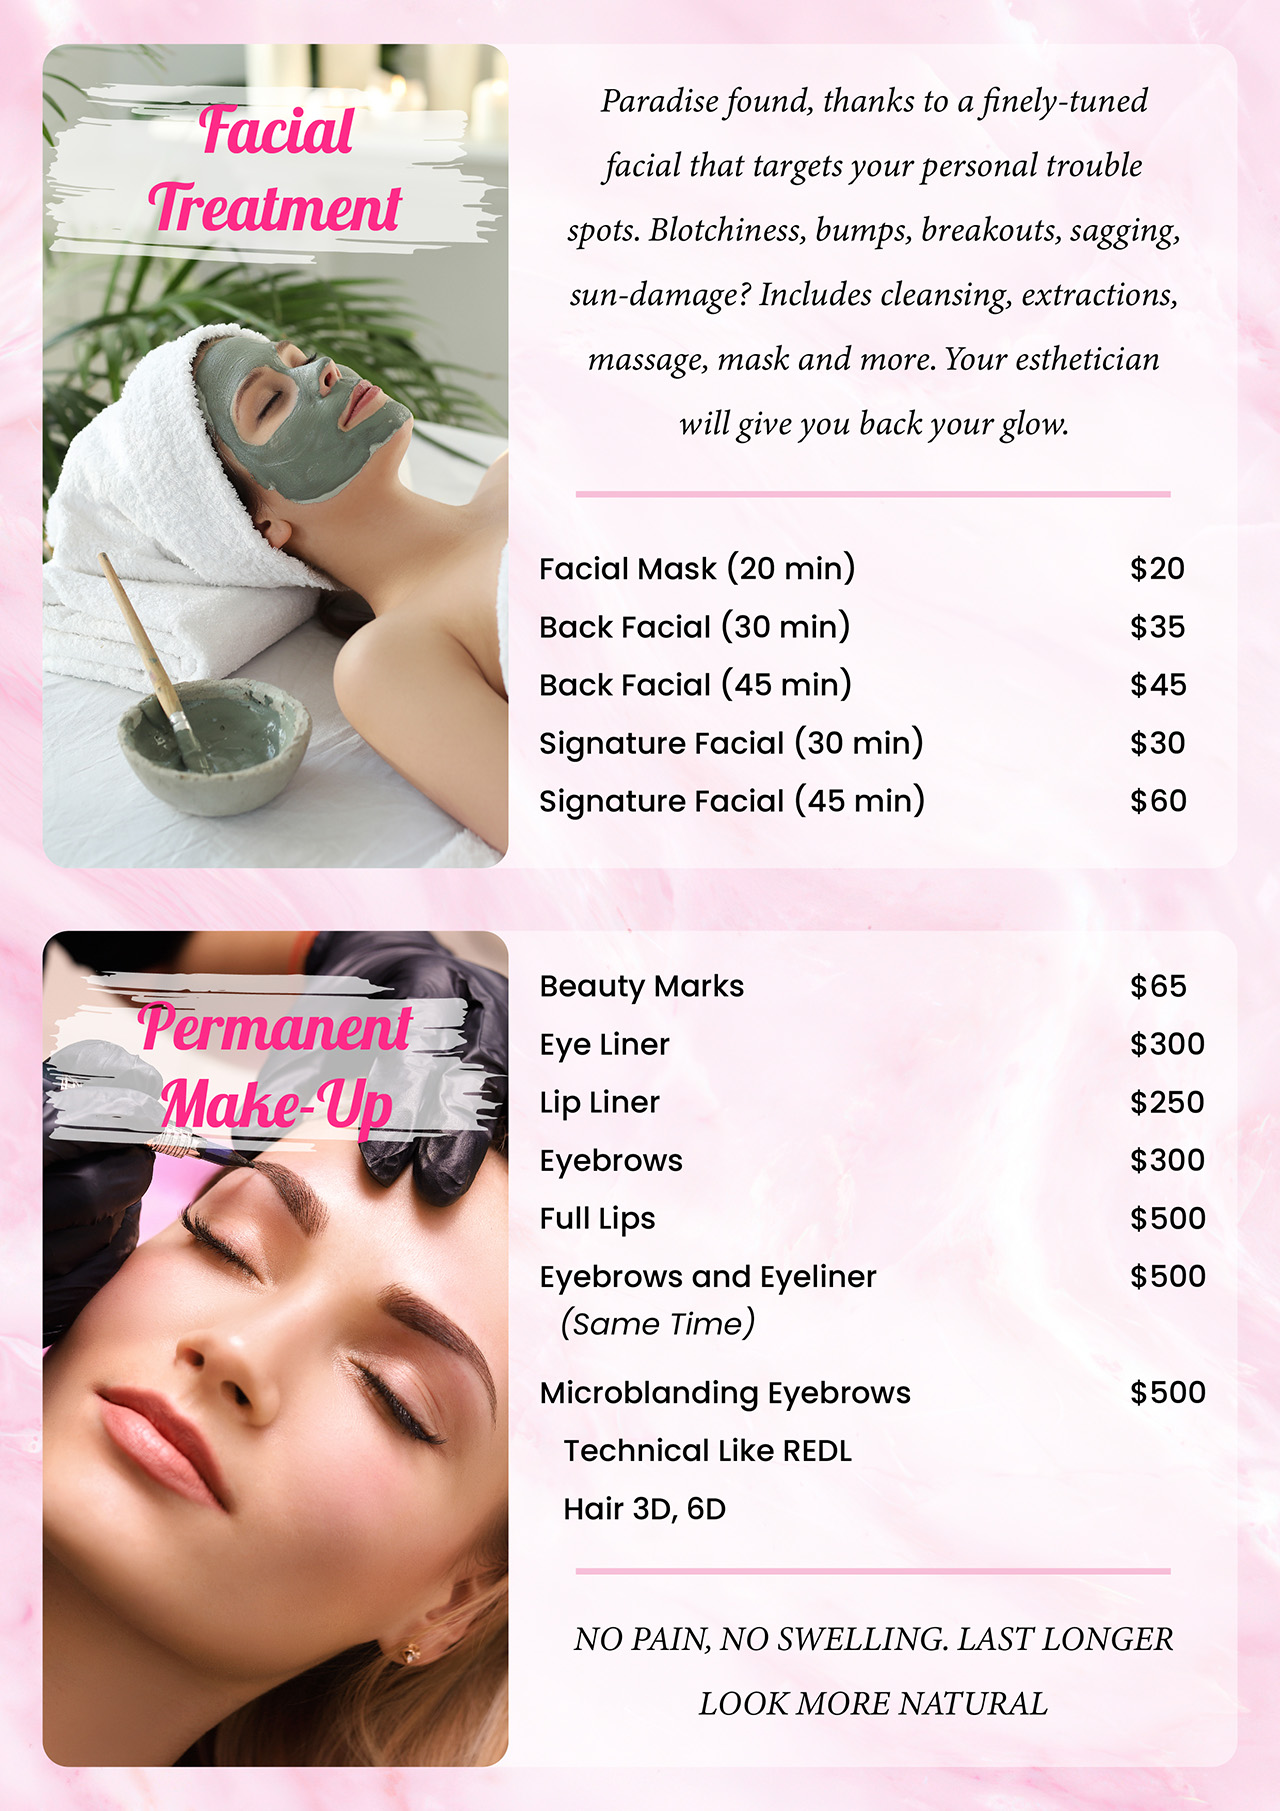 Facial
Treatment
Paradise found, thanks to a finely-tuned
facial that targets your personal trouble
spots. Blotchiness, bumps, breakouts, sagging,
sun-damage? Includes cleansing, extractions,
massage, mask and more. Your esthetician
will give you back your glow.
Facial Mask (20 min) $20
Back Facial (30 min) $35
Back Facial (45 min) $45
Signature Facial (30 min) $30
Signature Facial (45 min) $60
Permanent
Make-Up
Beauty Marks $65
Eye Liner $300
Lip Liner $250
Eyebrows $300
Full Lips $500
Eyebrows and Eyeliner $500
(Same Time)
Microblanding Eyebrows $500
Technical Like REDL
Hair 3D, 6D
NO PAIN, NO SWELLING. LAST LONGER
LOOK MORE NATURAL